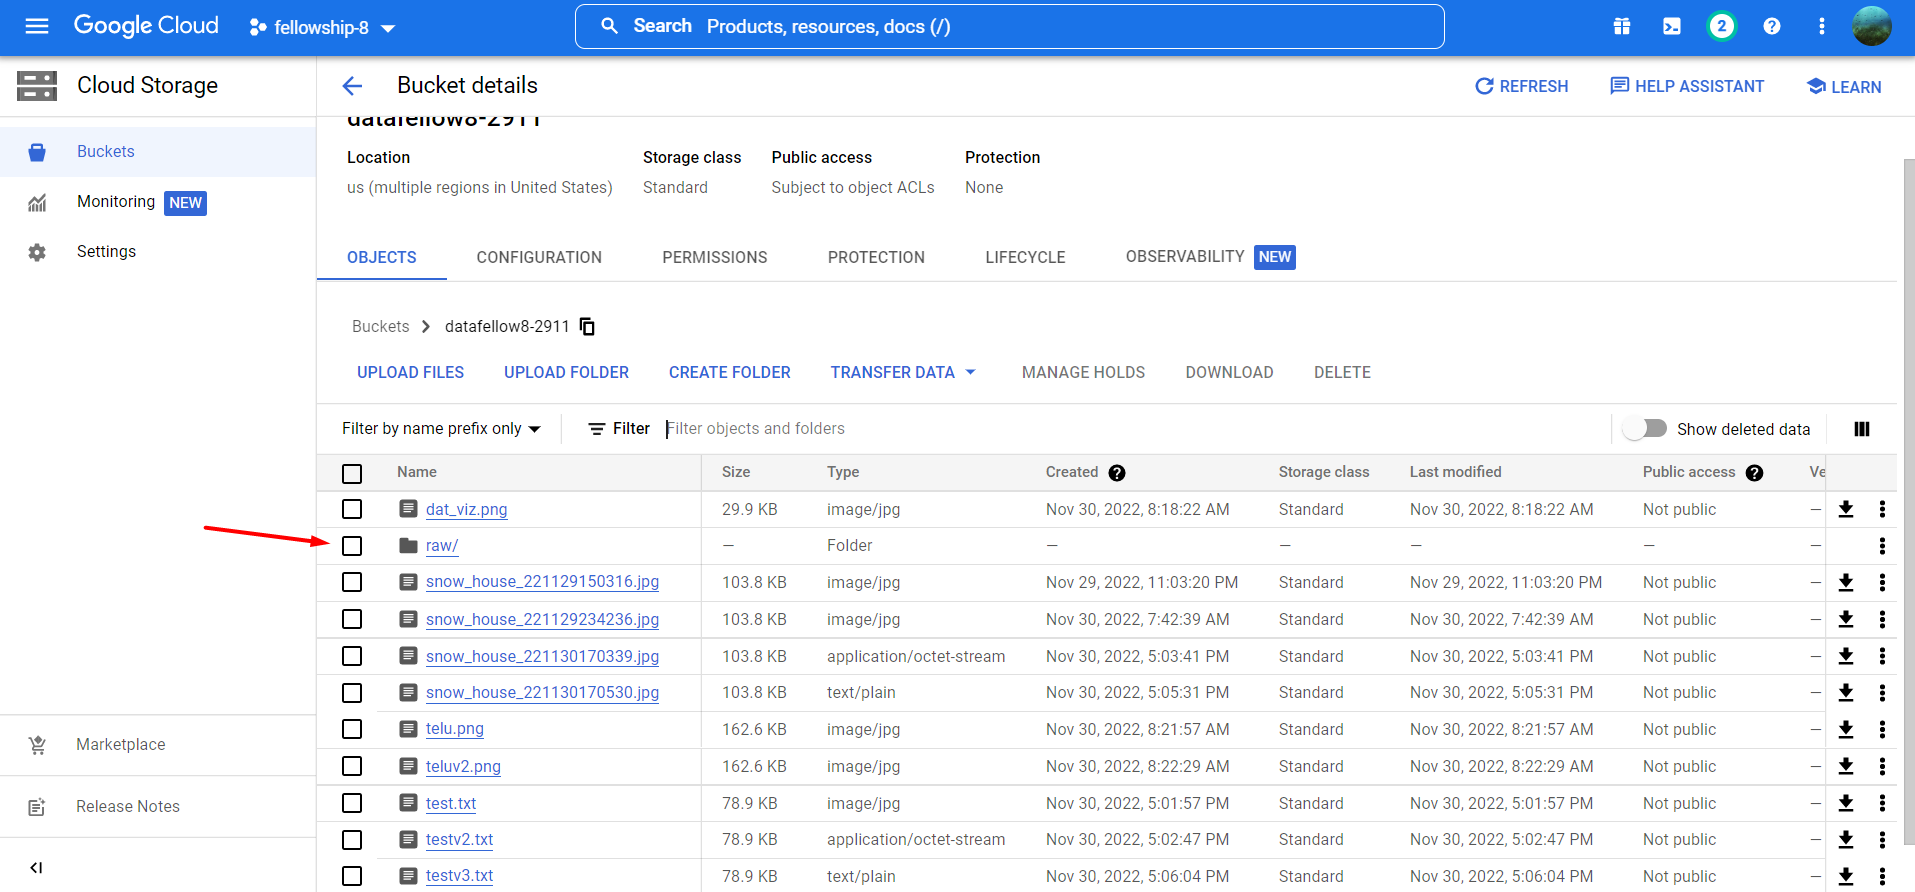 Google Cloud fellowship-8 Search Products, resources, docs (/) 2
Cloud Storage
Bucket details
REFRESH HELP ASSISTANT LEARN
Buckets
Monitoring NEW
Settings
Marketplace
Release Notes
datafellow8-2911
Location Storage class Public access Protection
us (multiple regions in United States) Standard Subject to object ACLs None
OBJECTS CONFIGURATION PERMISSIONS PROTECTION LIFECYCLE OBSERVABILITY NEW
Buckets datafellow8-2911
UPLOAD FILES UPLOAD FOLDER CREATE FOLDER TRANSFER DATA MANAGE HOLDS DOWNLOAD DELETE
Filter by name prefix only Filter Filter objects and folders Show deleted data
Name Size Type Created Storage class Last modified Public access Ve
dat_viz.png 29.9 KB image/jpg Nov 30, 2022, 8:18:22 AM Standard Nov 30, 2022, 8:18:22 AM Not public —
raw/ — Folder — — — — —
snow_house_221129150316.jpg 103.8 KB image/jpg Nov 29, 2022, 11:03:20 PM Standard Nov 29, 2022, 11:03:20 PM Not public —
snow_house_221129234236.jpg 103.8 KB image/jpg Nov 30, 2022, 7:42:39 AM Standard Nov 30, 2022, 7:42:39 AM Not public —
snow_house_221130170339.jpg 103.8 KB application/octet-stream Nov 30, 2022, 5:03:41 PM Standard Nov 30, 2022, 5:03:41 PM Not public —
snow_house_221130170530.jpg 103.8 KB text/plain Nov 30, 2022, 5:05:31 PM Standard Nov 30, 2022, 5:05:31 PM Not public —
telu.png 162.6 KB image/jpg Nov 30, 2022, 8:21:57 AM Standard Nov 30, 2022, 8:21:57 AM Not public —
teluv2.png 162.6 KB image/jpg Nov 30, 2022, 8:22:29 AM Standard Nov 30, 2022, 8:22:29 AM Not public —
test.txt 78.9 KB image/jpg Nov 30, 2022, 5:01:57 PM Standard Nov 30, 2022, 5:01:57 PM Not public —
testv2.txt 78.9 KB application/octet-stream Nov 30, 2022, 5:02:47 PM Standard Nov 30, 2022, 5:02:47 PM Not public —
testv3.txt 78.9 KB text/plain Nov 30, 2022, 5:06:04 PM Standard Nov 30, 2022, 5:06:04 PM Not public —